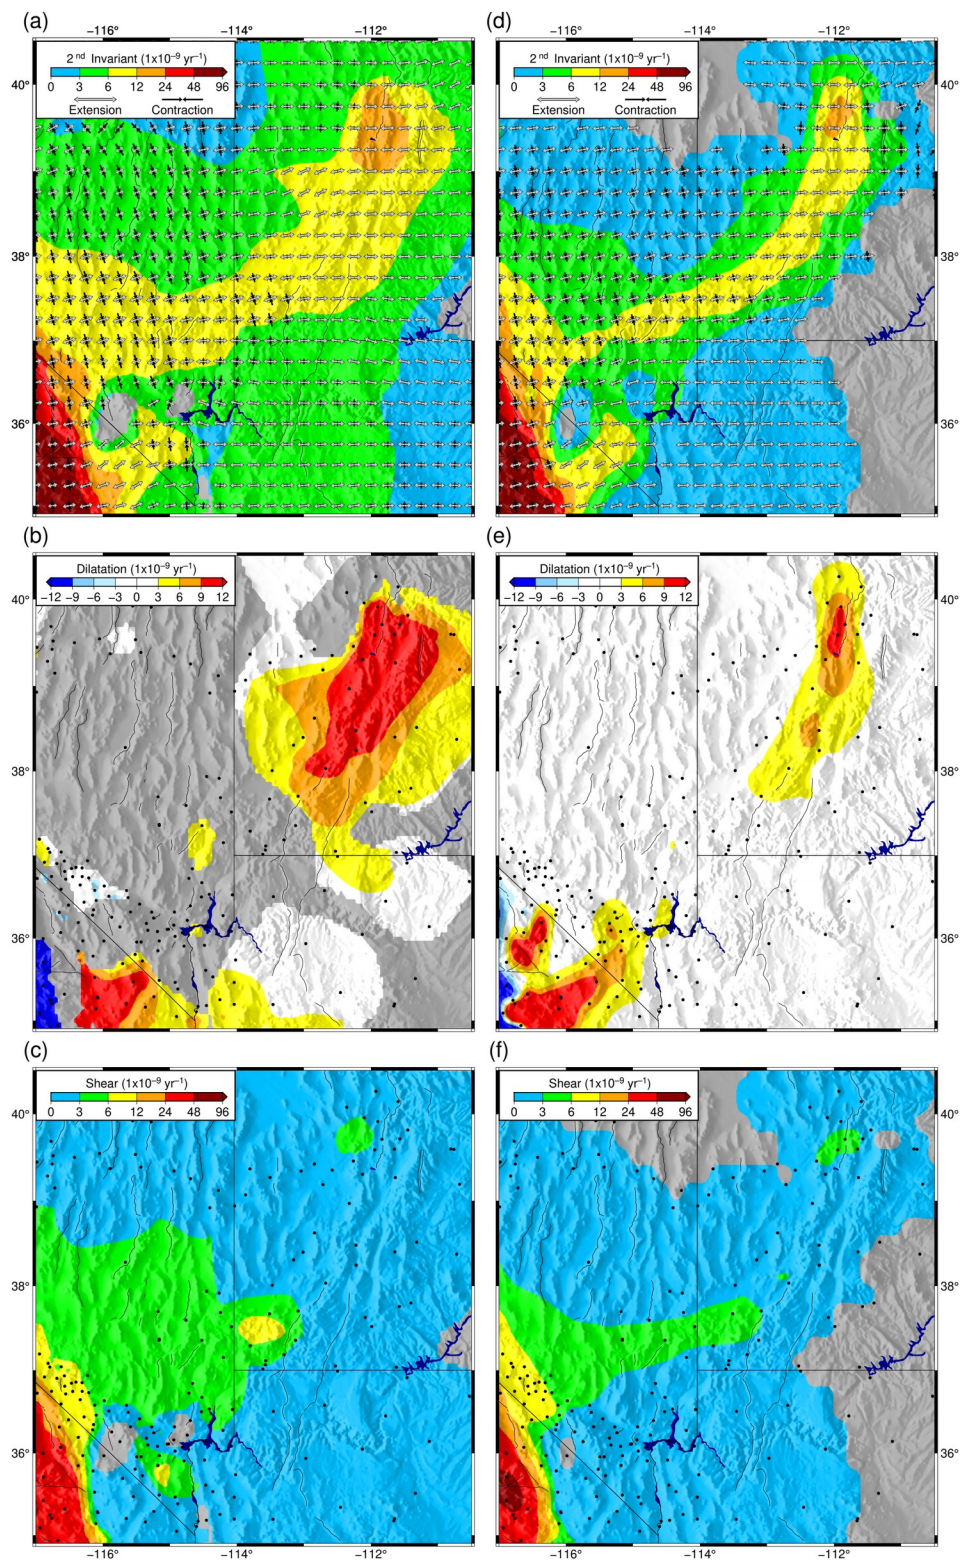 (a)
(d)
−116°
−114°
−112°
−116°
−114°
−112°
2nd Invariant (1x10−9 yr−1)
0 3 6 12 24 48 96
Extension Contraction
2nd Invariant (1x10−9 yr−1)
0 3 6 12 24 48 96
Extension Contraction
40°
38°
36°
40°
38°
36°
(b)
(e)
Dilatation (1x10−9 yr−1)
−12 −9 −6 −3 0 3 6 9 12
Dilatation (1x10−9 yr−1)
−12 −9 −6 −3 0 3 6 9 12
40°
38°
36°
40°
38°
36°
(c)
(f)
Shear (1x10−9 yr−1)
0 3 6 12 24 48 96
Shear (1x10−9 yr−1)
0 3 6 12 24 48 96
40°
38°
36°
40°
38°
36°
−116°
−114°
−112°
−116°
−114°
−112°